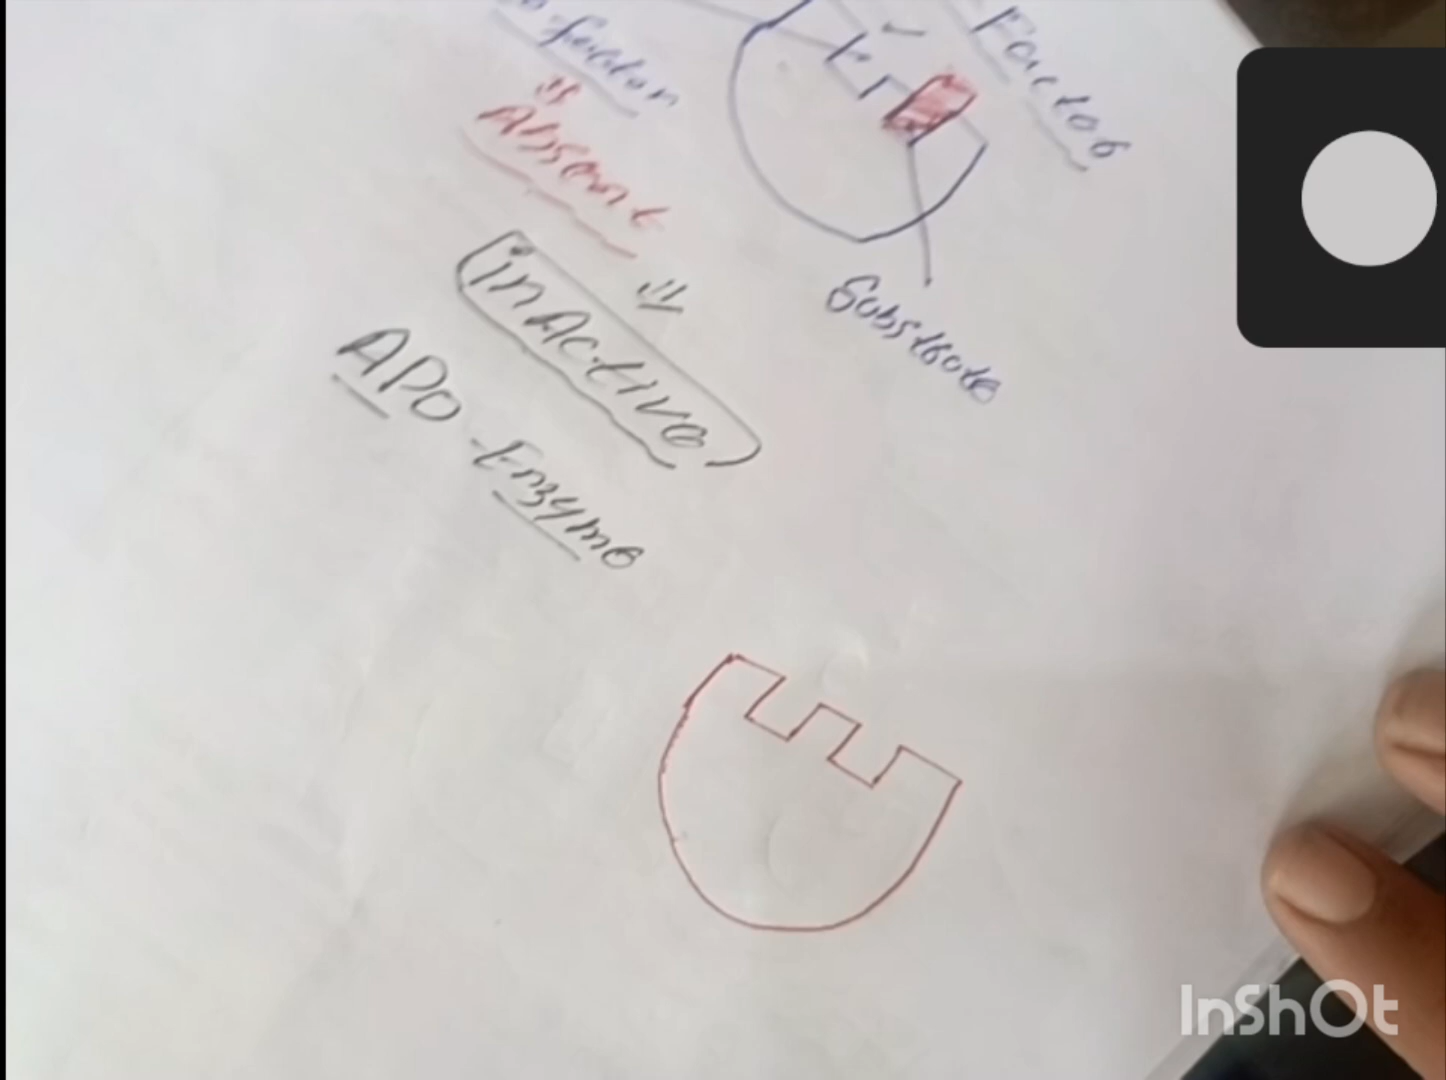 Factor
o-factor
Absent
Substrate
inActive
APO-Enzyme
InShOt